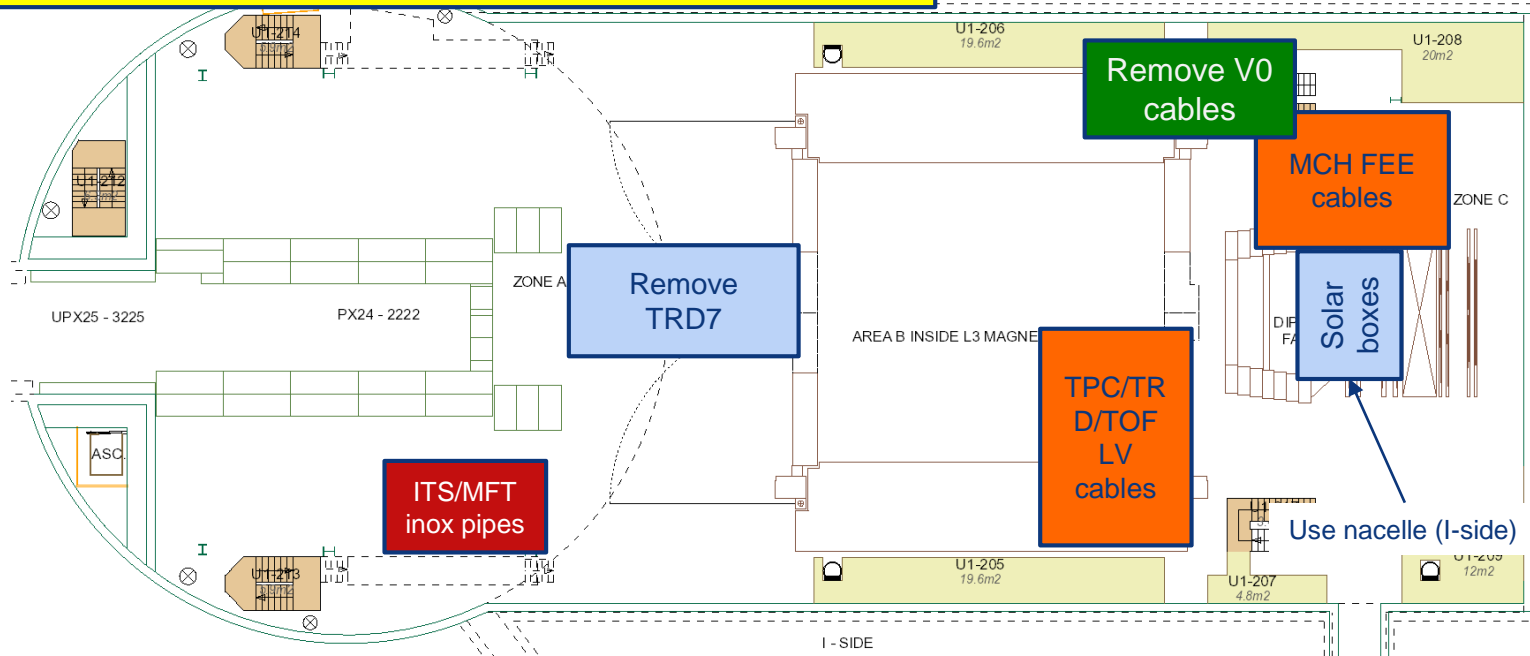 U1-214
U1-206
19.6m2
U1-208
20m2
Remove V0
cables
MCH FEE
cables
ZONE C
U1-212
ZONE A
Remove
TRD7
Solar
boxes
UPX25 - 3225
PX24 - 2222
AREA B INSIDE L3 MAGNE
TPC/TR
D/TOF
LV
cables
ASC.
ITS/MFT
inox pipes
Use nacelle (I-side)
U1-213
U1-205
19.6m2
U1-207
4.8m2
U1-209
12m2
I - SIDE